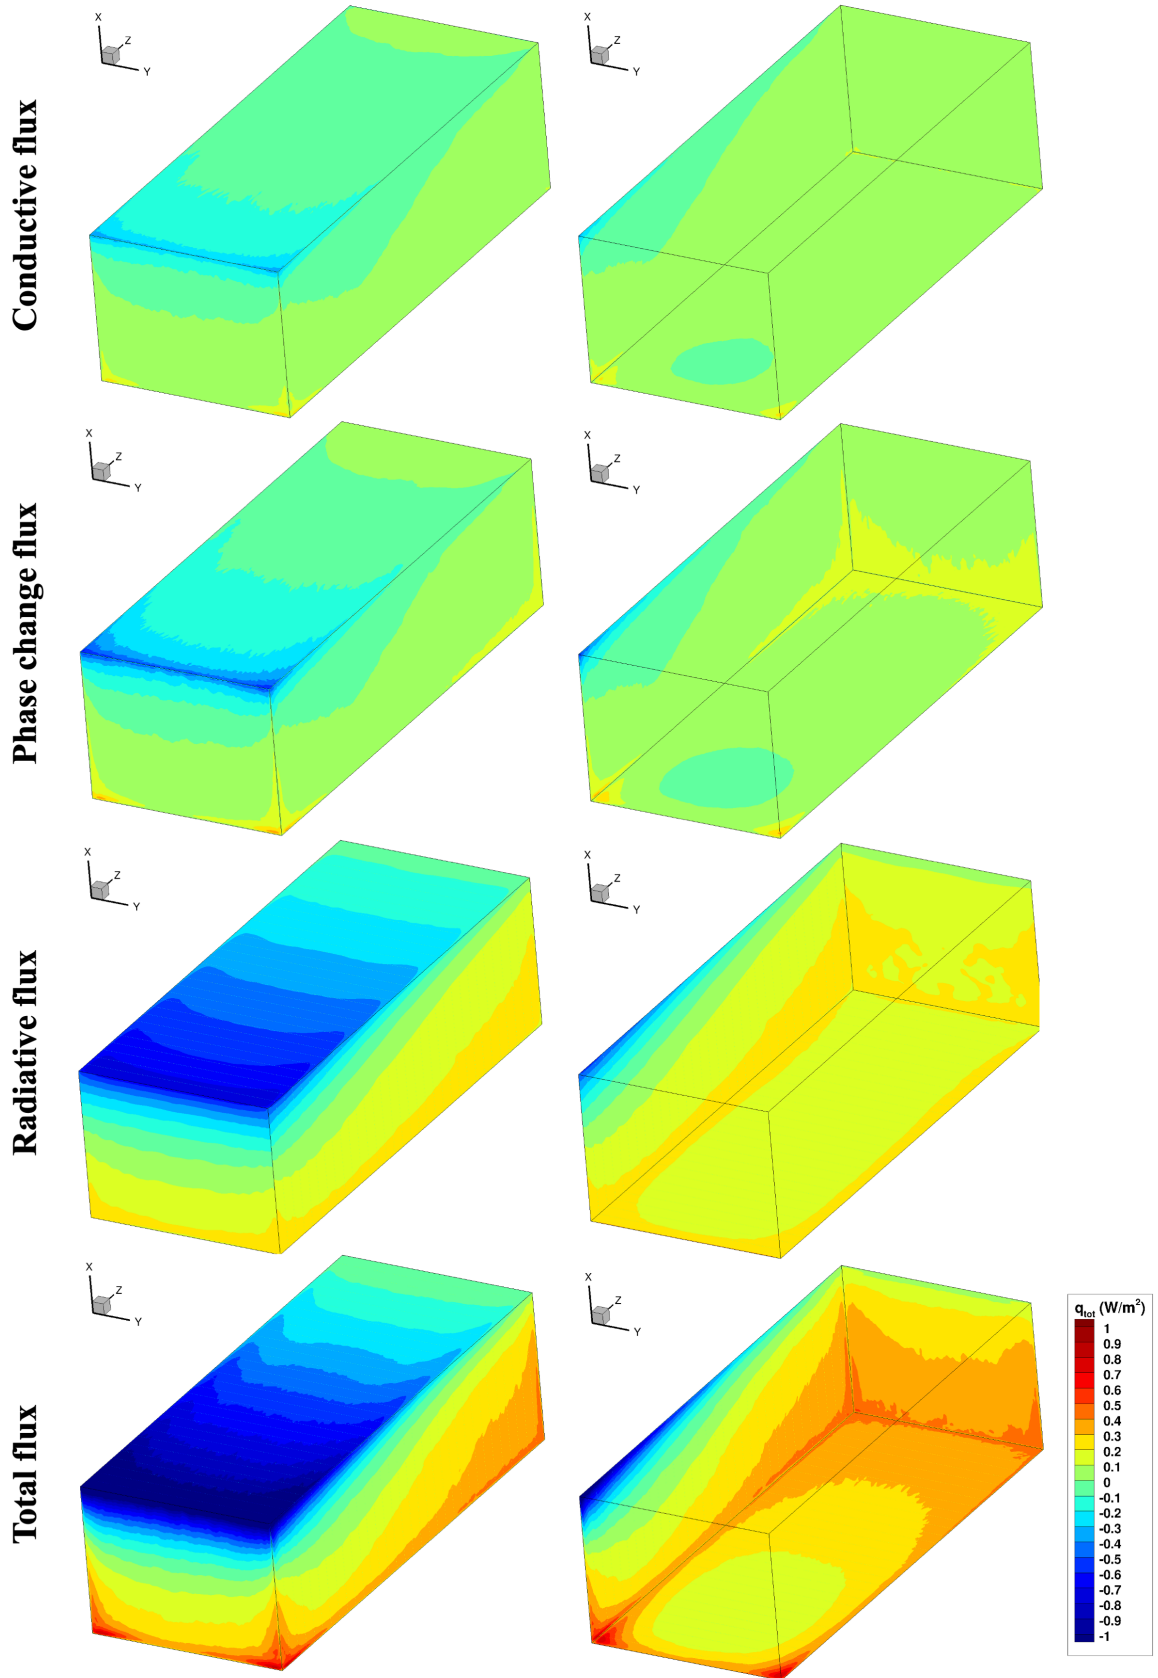 X
Z
Y
X
Z
Y
Conductive flux
X
Z
Y
X
Z
Y
Phase change flux
X
Z
Y
X
Z
Y
Radiative flux
X
Z
Y
X
Z
Y
Total flux
q_tot (W/m²)
1
0.9
0.8
0.7
0.6
0.5
0.4
0.3
0.2
0.1
0
-0.1
-0.2
-0.3
-0.4
-0.5
-0.6
-0.7
-0.8
-0.9
-1